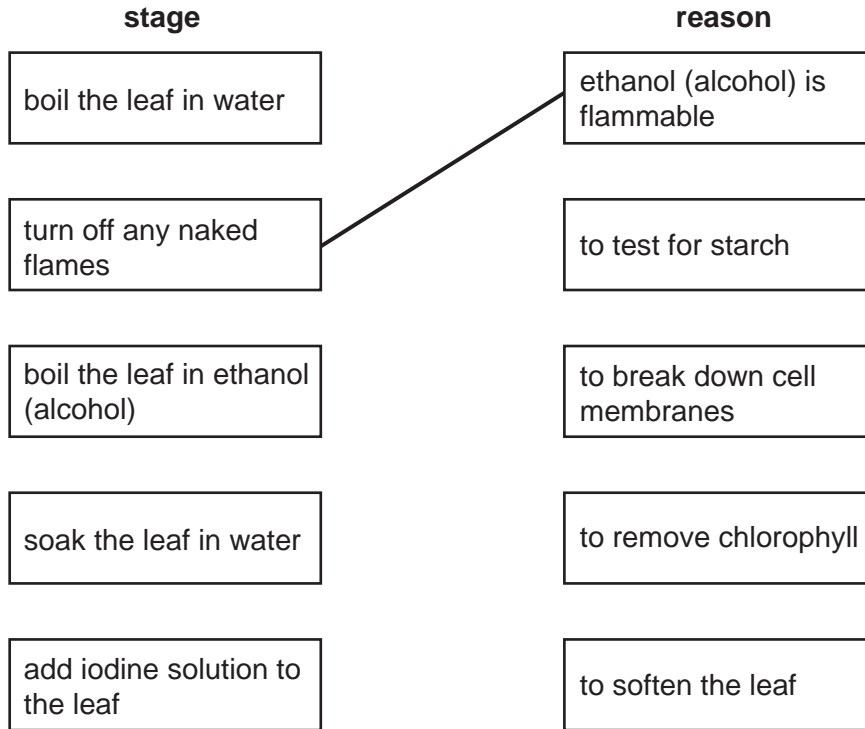 stage
reason
boil the leaf in water
ethanol (alcohol) is
flammable
turn off any naked
flames
to test for starch
boil the leaf in ethanol
(alcohol)
to break down cell
membranes
soak the leaf in water
to remove chlorophyll
add iodine solution to
the leaf
to soften the leaf